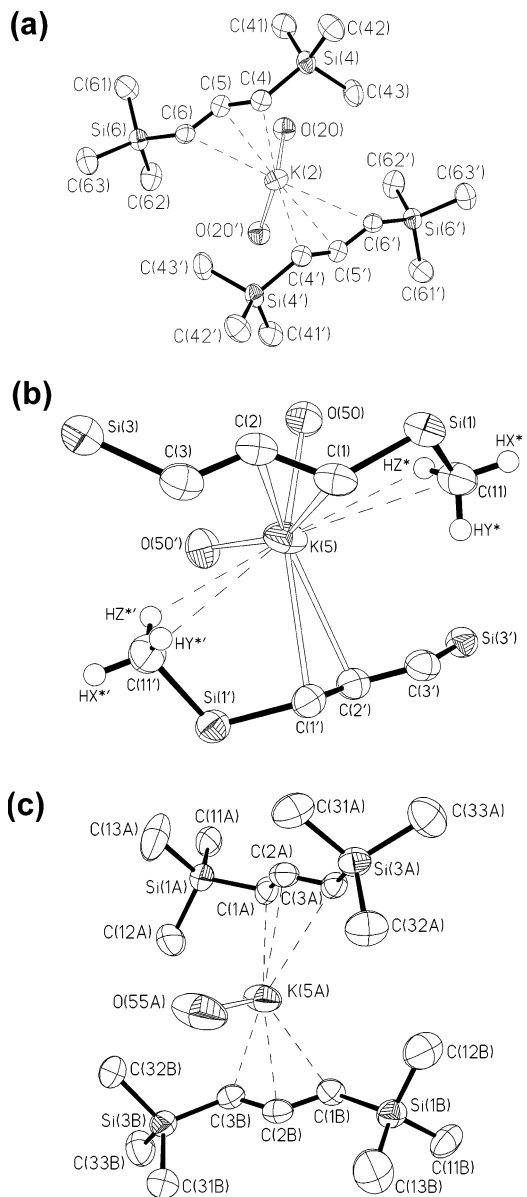 (a)
C(41) C(42)
C(61) C(5) C(4) Si(4)
C(6)
Si(6) C(43)
O(20)
C(63) C(62) K(2) C(62') C(63')
O(20')
C(6') Si(6')
C(43') C(4') C(5')
Si(4') C(61')
C(42') C(41')
(b)
Si(3) C(2) O(50) Si(1)
C(3) C(1) HZ* HX*
C(11)
O(50') K(5) HY*
HZ*' HY*' Si(3')
HX*' C(11') Si(1') C(3')
C(1') C(2')
(c)
C(13A) C(11A) C(31A) C(33A)
C(2A)
Si(1A) Si(3A)
C(1A) C(3A)
C(12A) C(32A)
O(55A) K(5A)
C(32B) C(12B)
C(1B)
Si(3B) C(3B) C(2B) Si(1B)
C(33B) C(11B)
C(31B) C(13B)